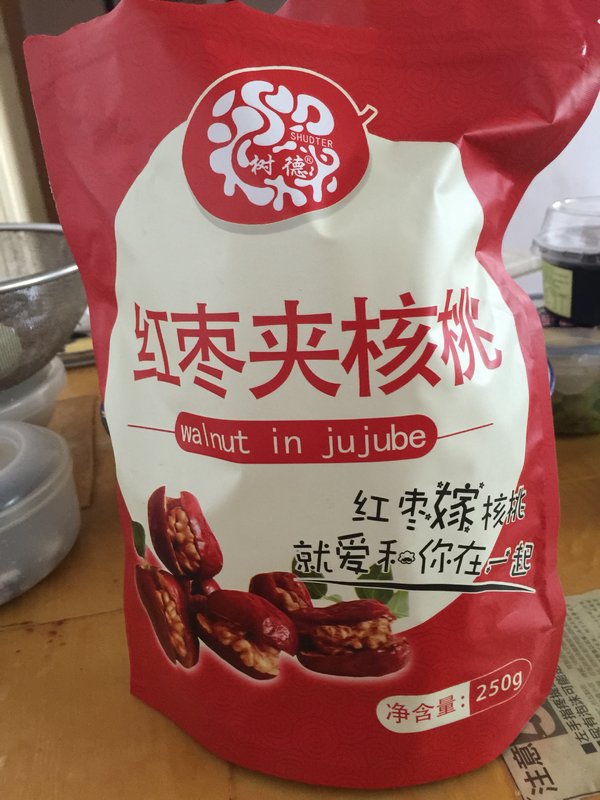 SHUDTER
树德®
红枣夹核桃
walnut in jujube
红枣嫁核桃
就爱和你在一起
净含量：250g
注意